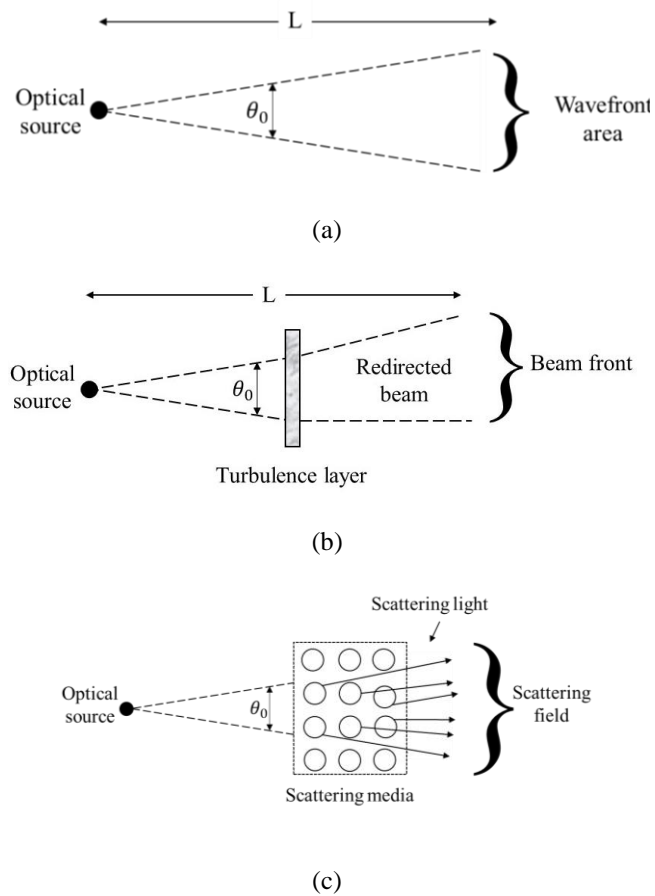 L
Optical
source
θ₀
Wavefront
area
(a)
L
Optical
source
θ₀
Redirected
beam
Beam front
Turbulence layer
(b)
Scattering light
Optical
source
θ₀
Scattering
field
Scattering media
(c)